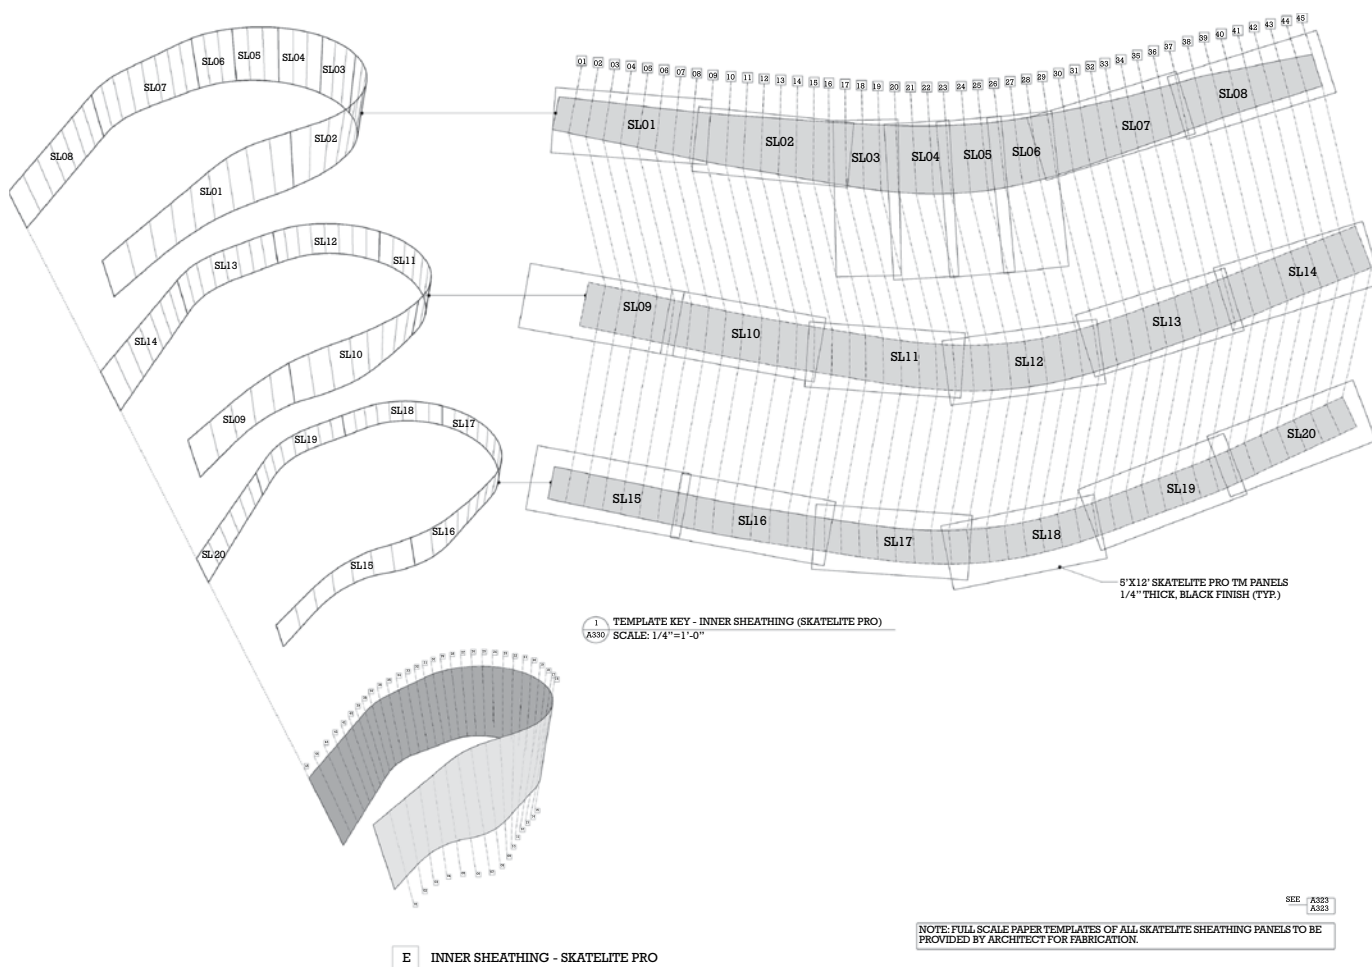 01 02 03 04 05 06 07 08 09 10 11 12 13 14 15 16 17 18 19 20 21 22 23 24 25 26 27 28 29 30 31 32 33 34 35 36 37 38 39 40 41 42 43 44 45
SL08
SL07
SL06
SL05
SL04
SL03
SL02
SL01
SL01
SL02
SL03
SL04
SL05
SL06
SL07
SL08
SL14
SL13
SL12
SL11
SL10
SL09
SL09
SL10
SL11
SL12
SL13
SL14
SL20
SL19
SL18
SL17
SL16
SL15
SL15
SL16
SL17
SL18
SL19
SL20
5'X12' SKATELITE PRO TM PANELS
1/4" THICK, BLACK FINISH (TYP.)
1
A330
TEMPLATE KEY - INNER SHEATHING (SKATELITE PRO)
SCALE: 1/4"=1'-0"
SEE
A323
A323
NOTE: FULL SCALE PAPER TEMPLATES OF ALL SKATELITE SHEATHING PANELS TO BE
PROVIDED BY ARCHITECT FOR FABRICATION.
E INNER SHEATHING - SKATELITE PRO